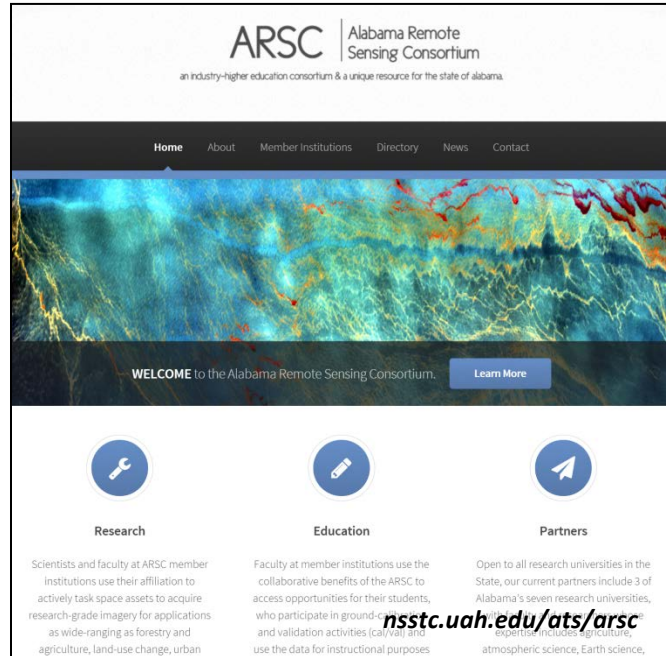 ARSC
Alabama Remote
Sensing Consortium
an industry-higher education consortium & a unique resource for the state of alabama.
Home About Member Institutions Directory News Contact
WELCOME to the Alabama Remote Sensing Consortium. Learn More
Research
Scientists and faculty at ARSC member
institutions use their affiliation to
actively task space assets to acquire
research-grade imagery for applications
as wide-ranging as forestry and
agriculture, land-use change, urban
Education
Faculty at member institutions use the
collaborative benefits of the ARSC to
access opportunities for their students,
who participate in ground-calibration
and validation activities (cal/val) and
use the data for instructional purposes
Partners
Open to all research universities in the
State, our current partners include 3 of
Alabama's seven research universities,
with faculty and
expertise includes agriculture,
atmospheric science, Earth science,
nsstc.uah.edu/ats/arsc